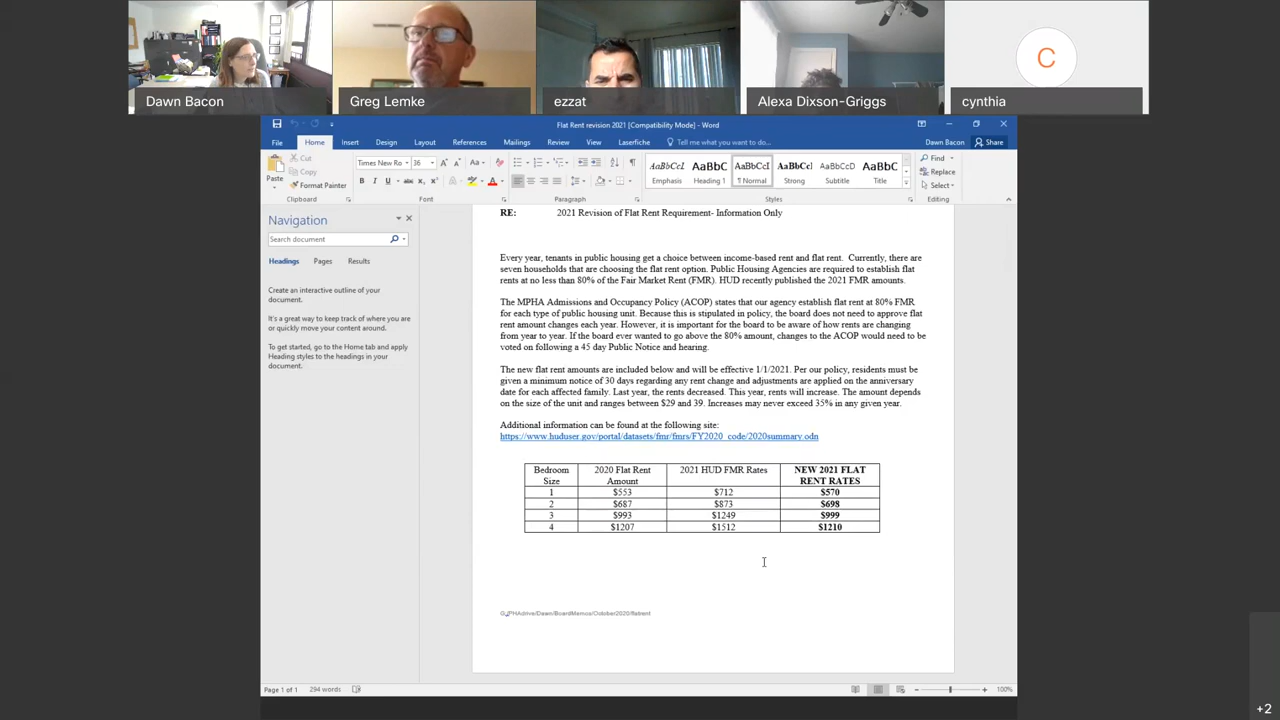 Dawn Bacon
Greg Lemke
ezzat
Alexa Dixson-Griggs
C
cynthia
Flat Rent revision 2021 [Compatibility Mode] - Word
File Home Insert Design Layout References Mailings Review View Laserfiche Tell me what you want to do... Dawn Bacon Share
Paste
Cut
Copy
Format Painter
Clipboard
Times New Ro 36
Font
Paragraph
AaBbCcI AaBbC AaBbCcI AaBbCcI AaBbCcD AaBbC
Emphasis Heading 1 ¶ Normal Strong Subtitle Title
Styles
Find
Replace
Select
Editing
Navigation
Search document
Headings Pages Results
Create an interactive outline of your
document.
It's a great way to keep track of where you are
or quickly move your content around.
To get started, go to the Home tab and apply
Heading styles to the headings in your
document.
RE: 2021 Revision of Flat Rent Requirement- Information Only
Every year, tenants in public housing get a choice between income-based rent and flat rent. Currently, there are
seven households that are choosing the flat rent option. Public Housing Agencies are required to establish flat
rents at no less than 80% of the Fair Market Rent (FMR). HUD recently published the 2021 FMR amounts.
The MPHA Admissions and Occupancy Policy (ACOP) states that our agency establish flat rent at 80% FMR
for each type of public housing unit. Because this is stipulated in policy, the board does not need to approve flat
rent amount changes each year. However, it is important for the board to be aware of how rents are changing
from year to year. If the board ever wanted to go above the 80% amount, changes to the ACOP would need to be
voted on following a 45 day Public Notice and hearing.
The new flat rent amounts are included below and will be effective 1/1/2021. Per our policy, residents must be
given a minimum notice of 30 days regarding any rent change and adjustments are applied on the anniversary
date for each affected family. Last year, the rents decreased. This year, rents will increase. The amount depends
on the size of the unit and ranges between $29 and 39. Increases may never exceed 35% in any given year.
Additional information can be found at the following site:
https://www.huduser.gov/portal/datasets/fmr/fmrs/FY2020_code/2020summary.odn
Bedroom Size 2020 Flat Rent Amount 2021 HUD FMR Rates NEW 2021 FLAT RENT RATES
1 $553 $712 $570
2 $687 $873 $698
3 $993 $1249 $999
4 $1207 $1512 $1210
Page 1 of 1 294 words 100%
+2